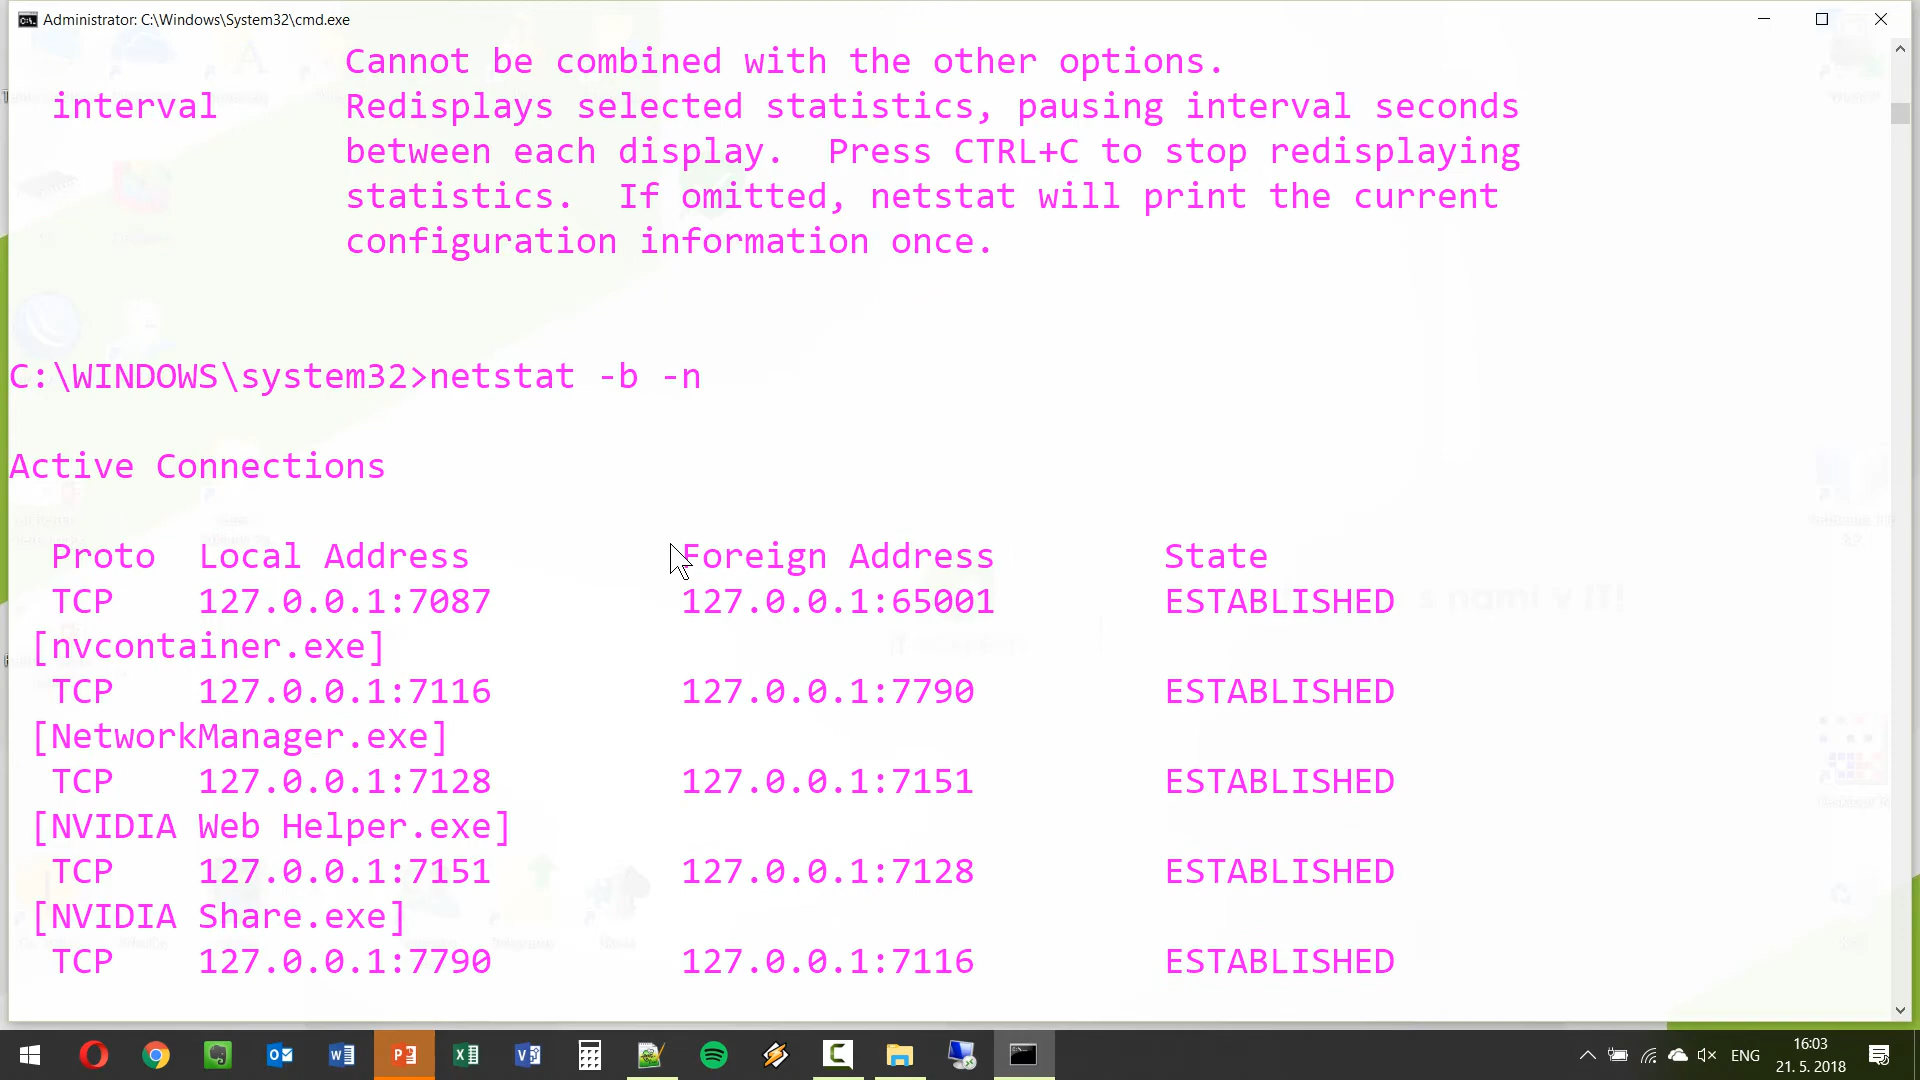 Administrator: C:\Windows\System32\cmd.exe
Cannot be combined with the other options.
interval Redisplays selected statistics, pausing interval seconds
between each display. Press CTRL+C to stop redisplaying
statistics. If omitted, netstat will print the current
configuration information once.
C:\WINDOWS\system32>netstat -b -n
Active Connections
Proto Local Address Foreign Address State
TCP 127.0.0.1:7087 127.0.0.1:65001 ESTABLISHED
[nvcontainer.exe]
TCP 127.0.0.1:7116 127.0.0.1:7790 ESTABLISHED
[NetworkManager.exe]
TCP 127.0.0.1:7128 127.0.0.1:7151 ESTABLISHED
[NVIDIA Web Helper.exe]
TCP 127.0.0.1:7151 127.0.0.1:7128 ESTABLISHED
[NVIDIA Share.exe]
TCP 127.0.0.1:7790 127.0.0.1:7116 ESTABLISHED
s nami v IT!
ENG
16:03
21. 5. 2018